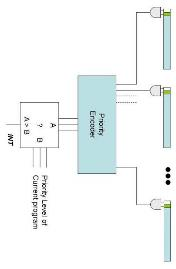 Priority
Encoder
A
?
B
A > B
INT
Priority Level of
Current program